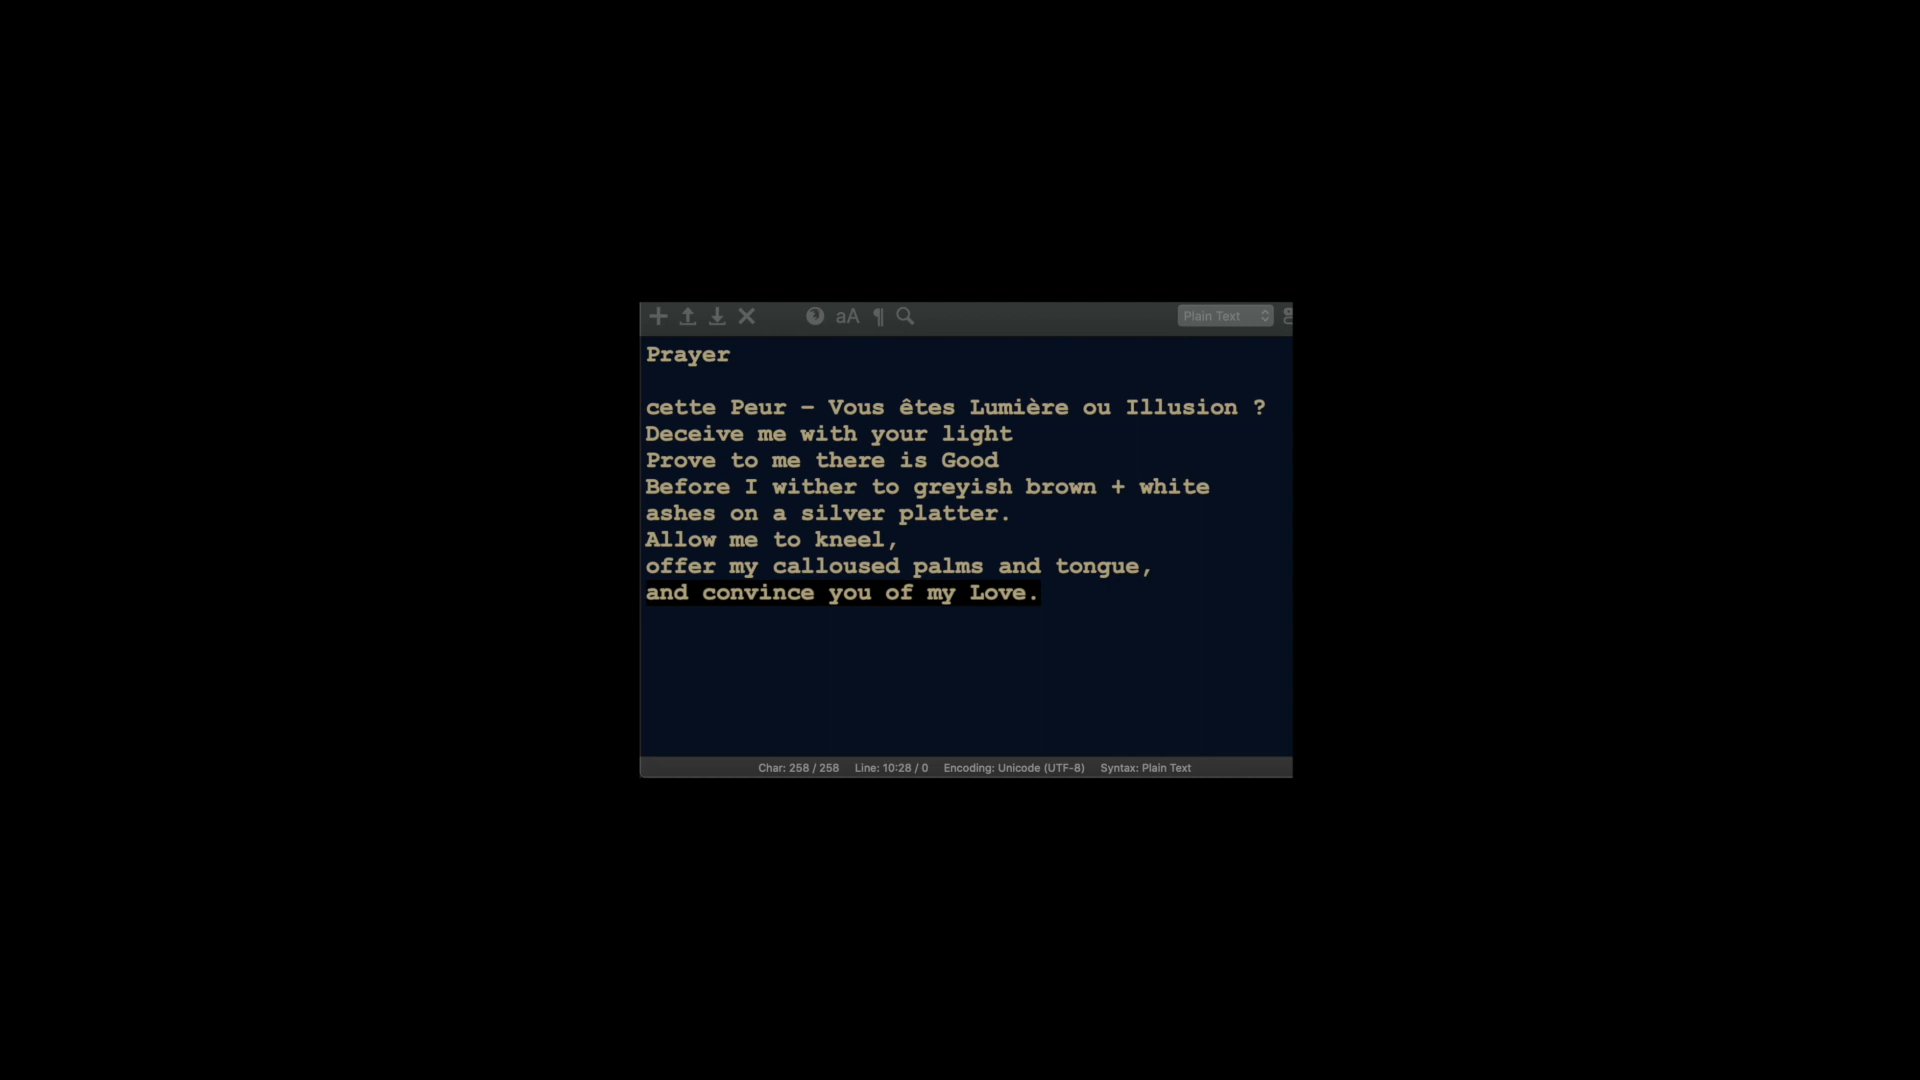 aA ¶ Plain Text
Prayer
cette Peur – Vous êtes Lumière ou Illusion ?
Deceive me with your light
Prove to me there is Good
Before I wither to greyish brown + white
ashes on a silver platter.
Allow me to kneel,
offer my calloused palms and tongue,
and convince you of my Love.
Char: 258 / 258 Line: 10:28 / 0 Encoding: Unicode (UTF-8) Syntax: Plain Text